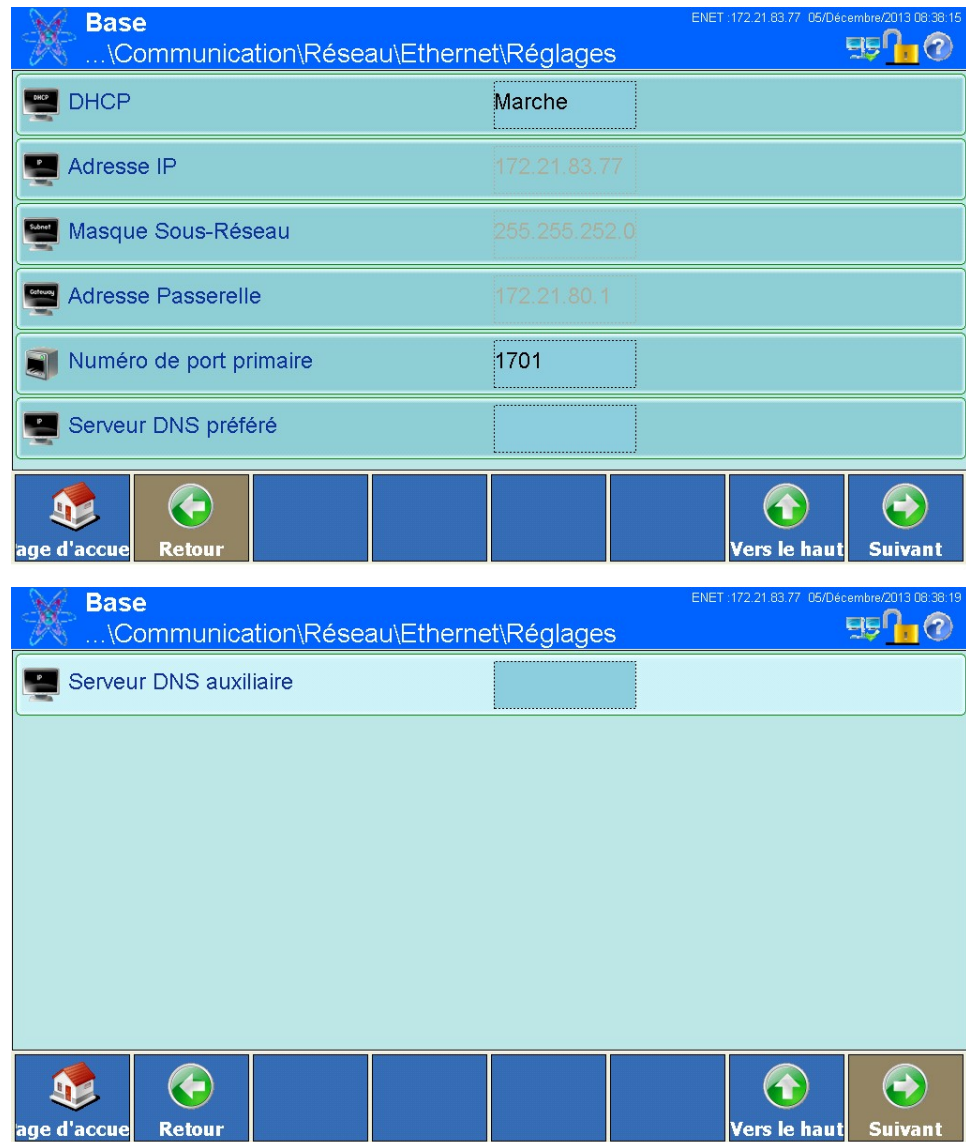 Base
ENET :172.21.83.77 05/Décembre/2013 08:38:15
...\Communication\Réseau\Ethernet\Réglages
DHCP
DHCP Marche
IP
Adresse IP 172.21.83.77
Subnet
Masque Sous-Réseau 255.255.252.0
Gateway
Adresse Passerelle 172.21.80.1
Numéro de port primaire 1701
IP
Serveur DNS préféré
age d'accue Retour Vers le haut Suivant
Base
ENET :172.21.83.77 05/Décembre/2013 08:38:19
...\Communication\Réseau\Ethernet\Réglages
IP
Serveur DNS auxiliaire
age d'accue Retour Vers le haut Suivant